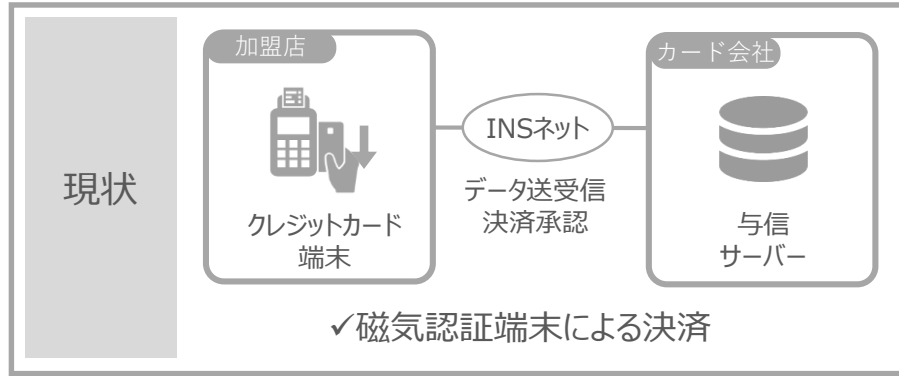 現状
加盟店
クレジットカード
端末
INSネット
データ送受信
決済承認
カード会社
与信
サーバー
✓磁気認証端末による決済